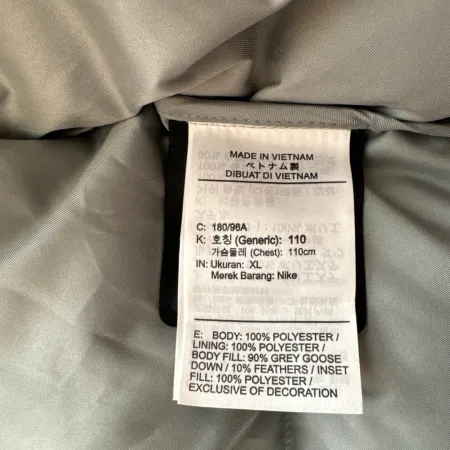 MADE IN VIETNAM
ベトナム製
DIBUAT DI VIETNAM
C: 180/96A
K: 호칭 (Generic): 110
가슴둘레 (Chest): 110cm
IN: Ukuran: XL
Merek Barang: Nike
E: BODY: 100% POLYESTER /
LINING: 100% POLYESTER /
BODY FILL: 90% GREY GOOSE
DOWN / 10% FEATHERS / INSET
FILL: 100% POLYESTER /
EXCLUSIVE OF DECORATION